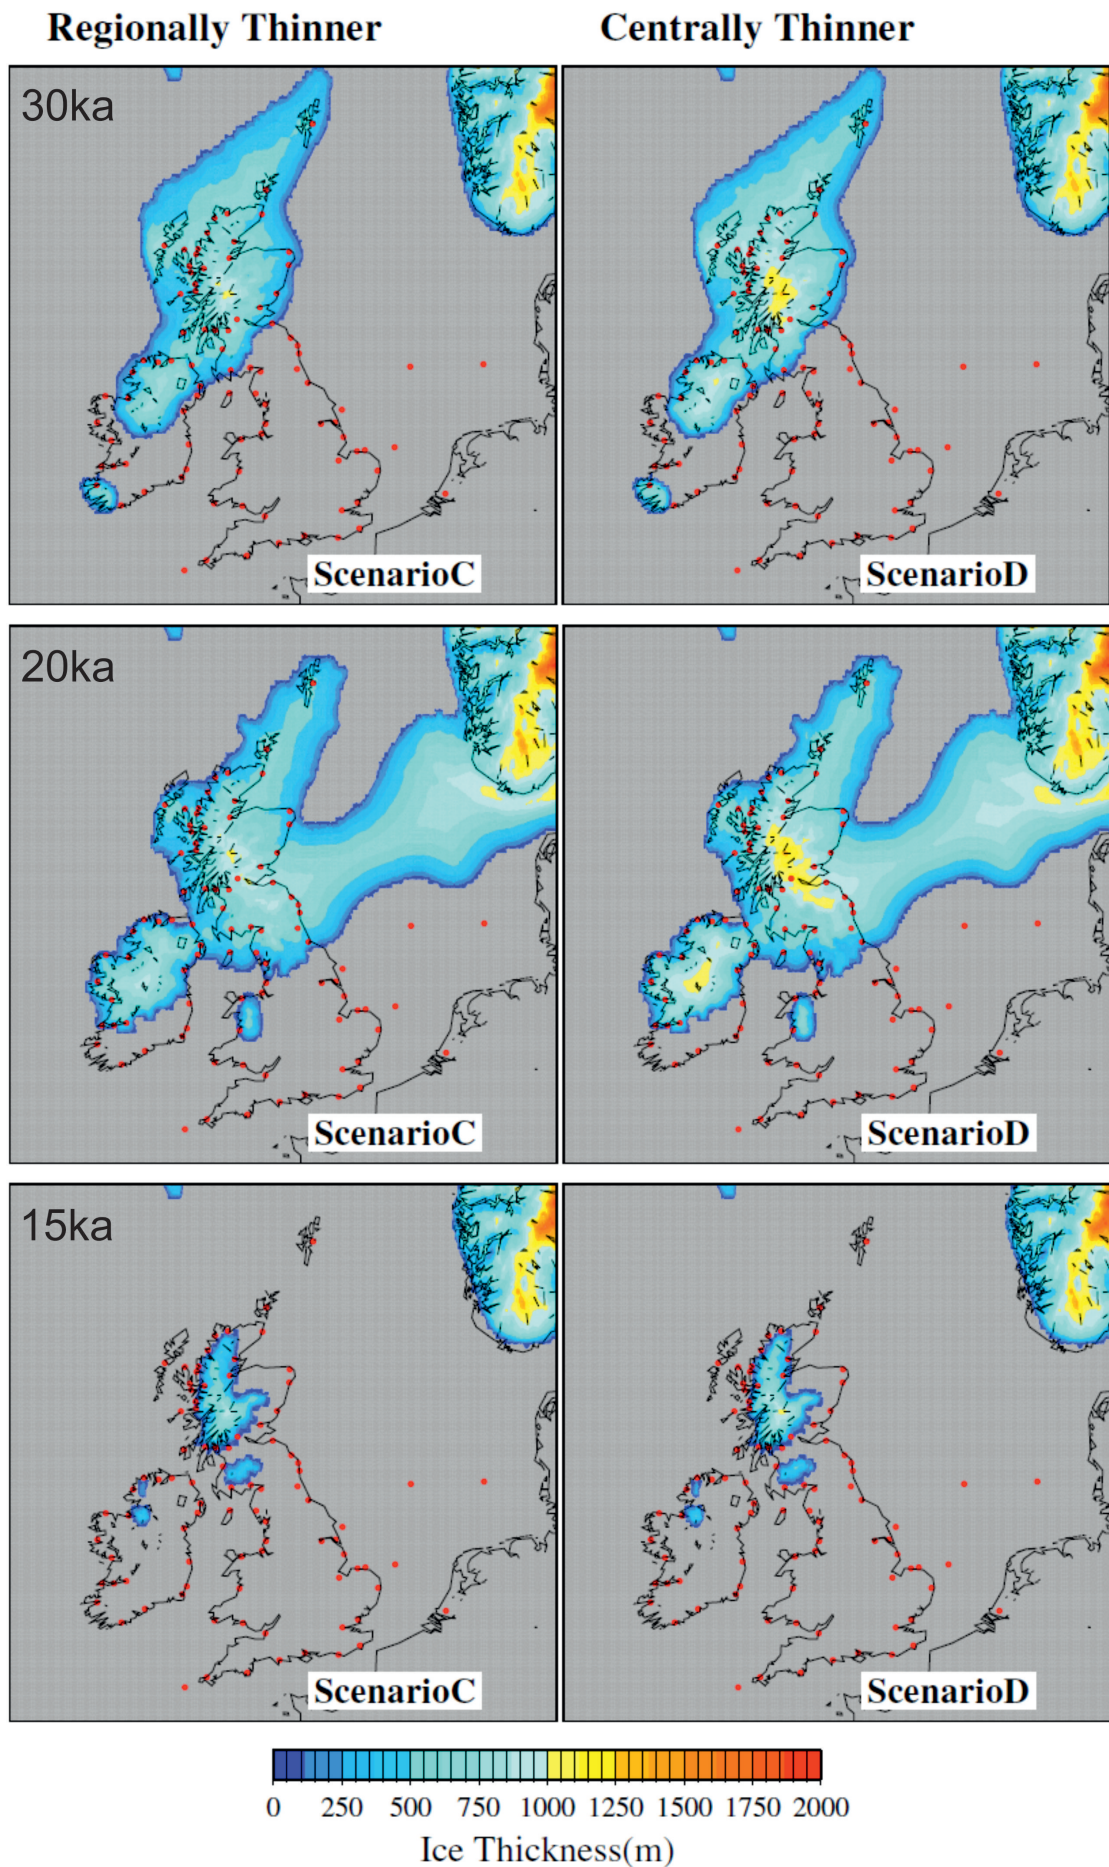 Regionally Thinner
Centrally Thinner
30ka
ScenarioC
ScenarioD
20ka
ScenarioC
ScenarioD
15ka
ScenarioC
ScenarioD
0 250 500 750 1000 1250 1500 1750 2000
Ice Thickness(m)